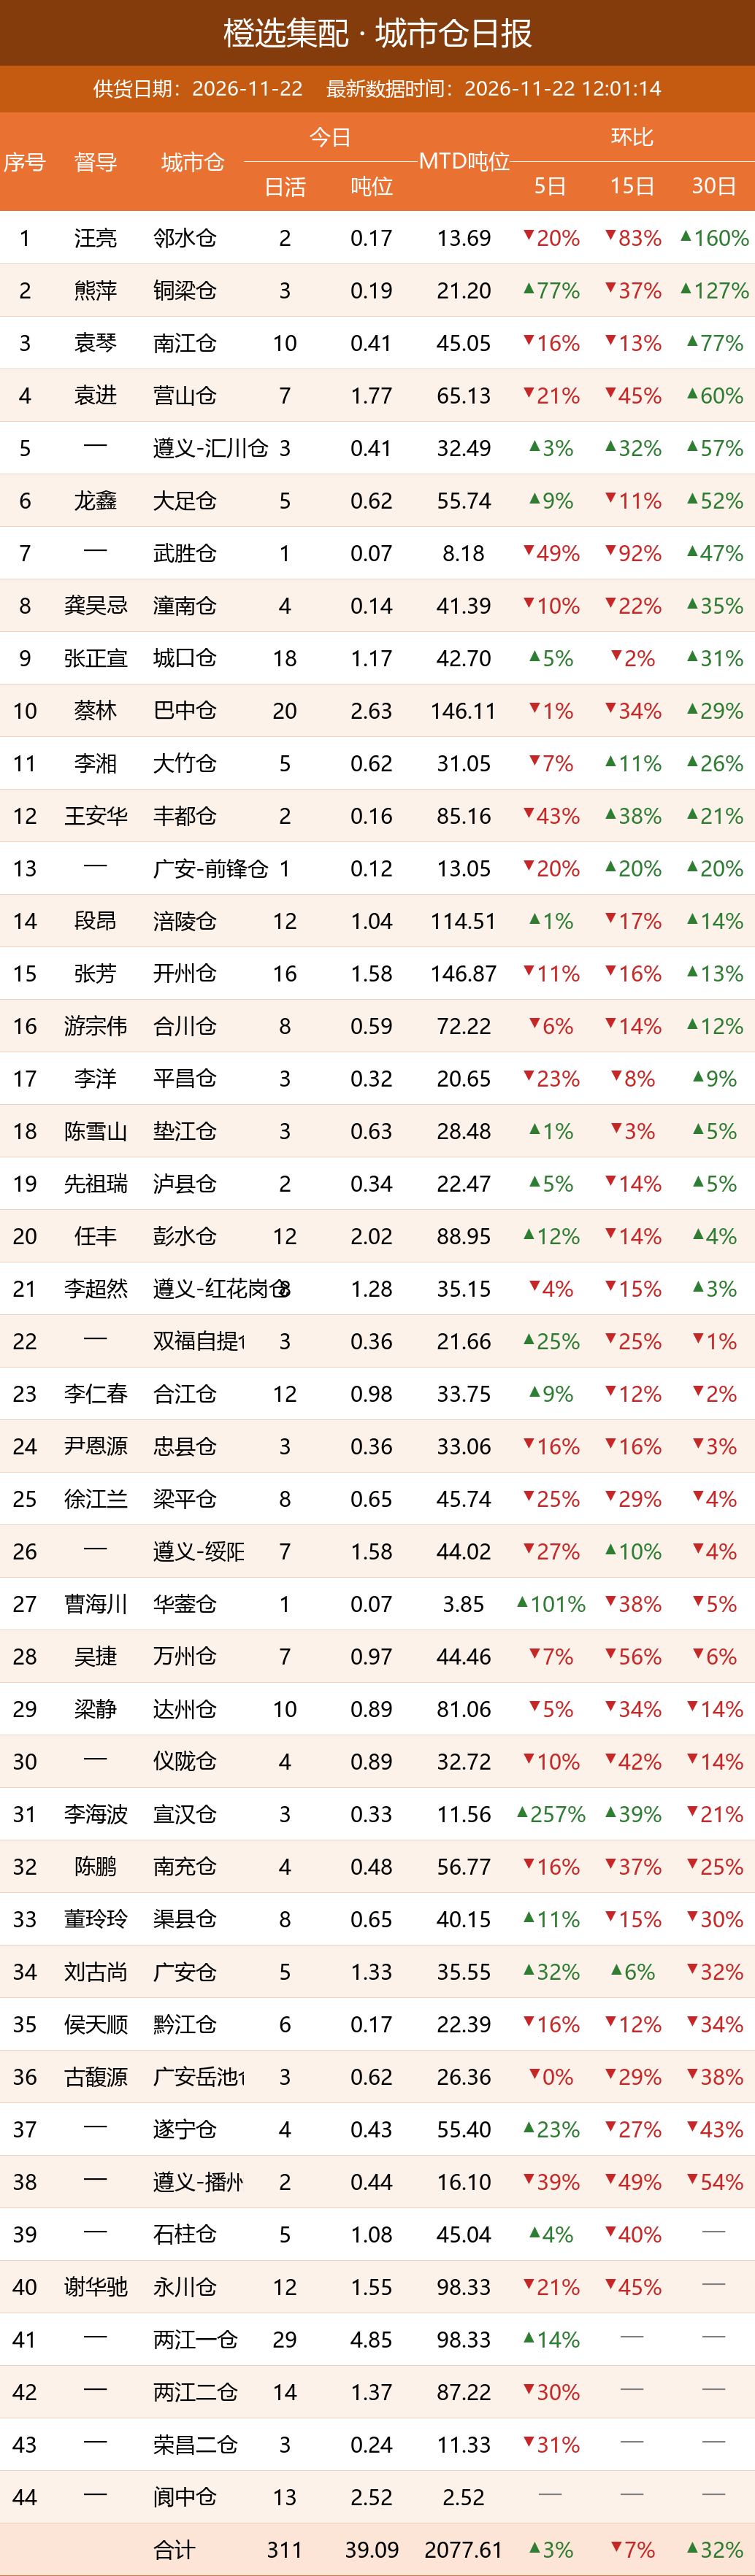 橙选集配 · 城市仓日报
供货日期：2026-11-22 最新数据时间：2026-11-22 12:01:14
序号 督导 城市仓 今日 MTD吨位 环比
日活 吨位 5日 15日 30日
1 汪亮 邻水仓 2 0.17 13.69 ▼20% ▼83% ▲160%
2 熊萍 铜梁仓 3 0.19 21.20 ▲77% ▼37% ▲127%
3 袁琴 南江仓 10 0.41 45.05 ▼16% ▼13% ▲77%
4 袁进 营山仓 7 1.77 65.13 ▼21% ▼45% ▲60%
5 — 遵义-汇川仓 3 0.41 32.49 ▲3% ▲32% ▲57%
6 龙鑫 大足仓 5 0.62 55.74 ▲9% ▼11% ▲52%
7 — 武胜仓 1 0.07 8.18 ▼49% ▼92% ▲47%
8 龚吴忌 潼南仓 4 0.14 41.39 ▼10% ▼22% ▲35%
9 张正宣 城口仓 18 1.17 42.70 ▲5% ▼2% ▲31%
10 蔡林 巴中仓 20 2.63 146.11 ▼1% ▼34% ▲29%
11 李湘 大竹仓 5 0.62 31.05 ▼7% ▲11% ▲26%
12 王安华 丰都仓 2 0.16 85.16 ▼43% ▲38% ▲21%
13 — 广安-前锋仓 1 0.12 13.05 ▼20% ▲20% ▲20%
14 段昂 涪陵仓 12 1.04 114.51 ▲1% ▼17% ▲14%
15 张芳 开州仓 16 1.58 146.87 ▼11% ▼16% ▲13%
16 游宗伟 合川仓 8 0.59 72.22 ▼6% ▼14% ▲12%
17 李洋 平昌仓 3 0.32 20.65 ▼23% ▼8% ▲9%
18 陈雪山 垫江仓 3 0.63 28.48 ▲1% ▼3% ▲5%
19 先祖瑞 泸县仓 2 0.34 22.47 ▲5% ▼14% ▲5%
20 任丰 彭水仓 12 2.02 88.95 ▲12% ▼14% ▲4%
21 李超然 遵义-红花岗仓 8 1.28 35.15 ▼4% ▼15% ▲3%
22 — 双福自提 3 0.36 21.66 ▲25% ▼25% ▼1%
23 李仁春 合江仓 12 0.98 33.75 ▲9% ▼12% ▼2%
24 尹恩源 忠县仓 3 0.36 33.06 ▼16% ▼16% ▼3%
25 徐江兰 梁平仓 8 0.65 45.74 ▼25% ▼29% ▼4%
26 — 遵义-绥阳 7 1.58 44.02 ▼27% ▲10% ▼4%
27 曹海川 华蓥仓 1 0.07 3.85 ▲101% ▼38% ▼5%
28 吴捷 万州仓 7 0.97 44.46 ▼7% ▼56% ▼6%
29 梁静 达州仓 10 0.89 81.06 ▼5% ▼34% ▼14%
30 — 仪陇仓 4 0.89 32.72 ▼10% ▼42% ▼14%
31 李海波 宣汉仓 3 0.33 11.56 ▲257% ▲39% ▼21%
32 陈鹏 南充仓 4 0.48 56.77 ▼16% ▼37% ▼25%
33 董玲玲 渠县仓 8 0.65 40.15 ▲11% ▼15% ▼30%
34 刘古尚 广安仓 5 1.33 35.55 ▲32% ▲6% ▼32%
35 侯天顺 黔江仓 6 0.17 22.39 ▼16% ▼12% ▼34%
36 古馥源 广安岳池 3 0.62 26.36 ▼0% ▼29% ▼38%
37 — 遂宁仓 4 0.43 55.40 ▲23% ▼27% ▼43%
38 — 遵义-播州 2 0.44 16.10 ▼39% ▼49% ▼54%
39 — 石柱仓 5 1.08 45.04 ▲4% ▼40% —
40 谢华驰 永川仓 12 1.55 98.33 ▼21% ▼45% —
41 — 两江一仓 29 4.85 98.33 ▲14% — —
42 — 两江二仓 14 1.37 87.22 ▼30% — —
43 — 荣昌二仓 3 0.24 11.33 ▼31% — —
44 — 阆中仓 13 2.52 2.52 — — —
合计 311 39.09 2077.61 ▲3% ▼7% ▲32%